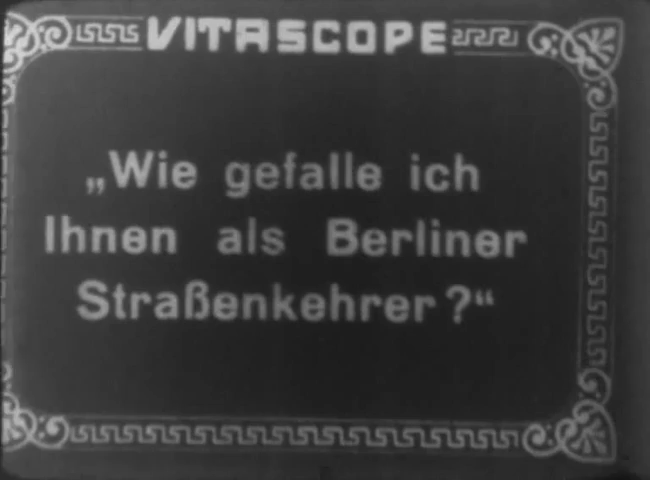 VITASCOPE
„Wie gefalle ich
Ihnen als Berliner
Straßenkehrer?“